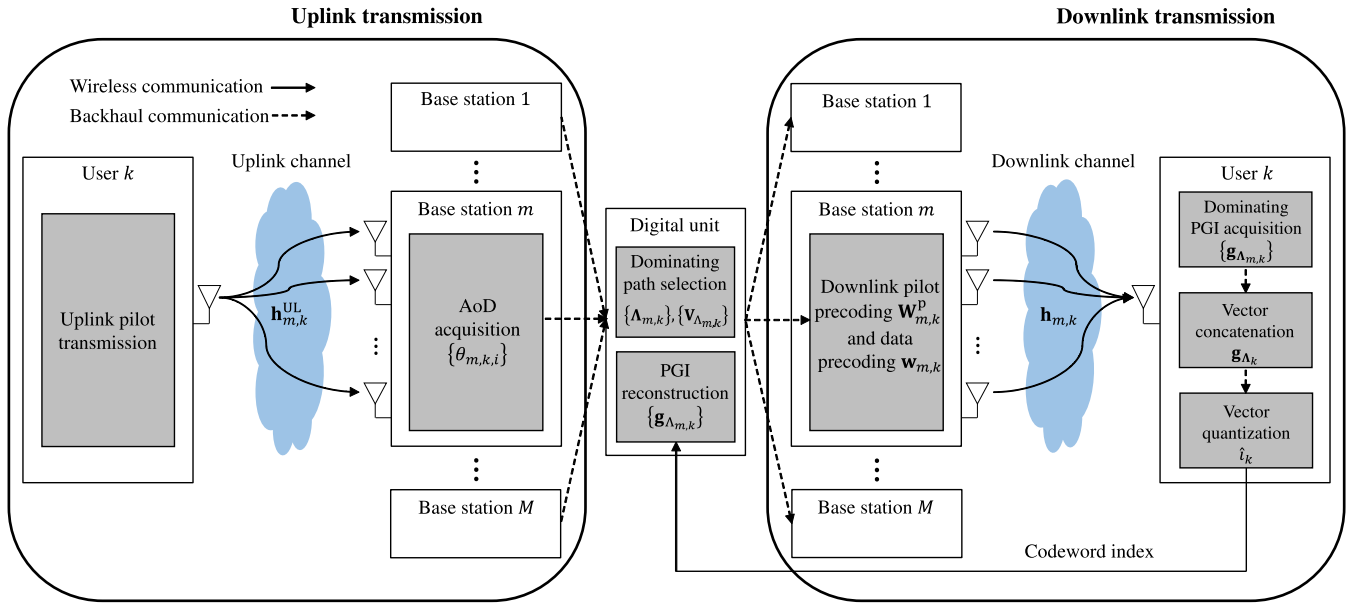 Uplink transmission
Downlink transmission
Wireless communication
Backhaul communication
User k
Uplink pilot
transmission
Uplink channel
h_{m,k}^{UL}
Base station 1
⋮
Base station m
AoD
acquisition
{θ_{m,k,i}}
⋮
Base station M
Digital unit
Dominating
path selection
{Λ_{m,k}},{V_{Λ_{m,k}}}
PGI
reconstruction
{g_{Λ_{m,k}}}
Base station 1
⋮
Base station m
Downlink pilot
precoding W_{m,k}^{p}
and data
precoding w_{m,k}
⋮
Base station M
Downlink channel
h_{m,k}
User k
Dominating
PGI acquisition
{g_{Λ_{m,k}}}
Vector
concatenation
g_{Λ_k}
Vector
quantization
î_k
Codeword index